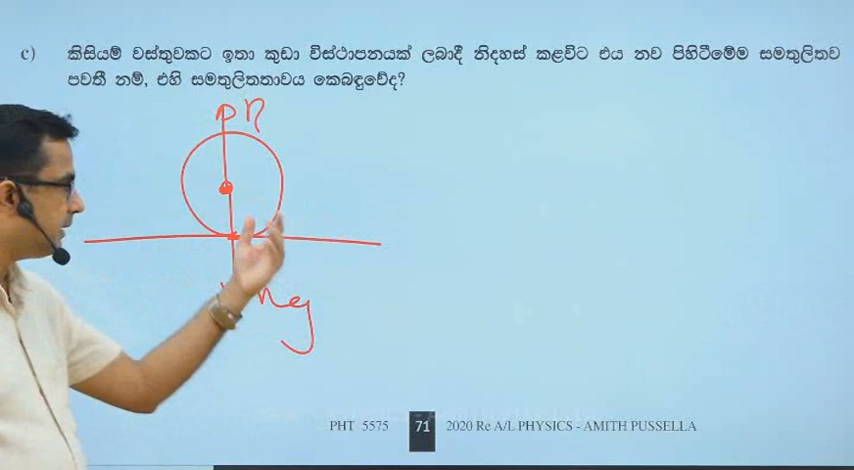 c) කිසියම් වස්තුවකට ඉතා කුඩා විස්ථාපනයක් ලබාදී නිදහස් කළවිට එය නව පිහිටීමේම සමතුලිතව
පවතී නම්, එහි සමතුලිතතාවය කෙබඳුවේද?
R
mg
PHT 5575 71 2020 Re A/L PHYSICS - AMITH PUSSELLA